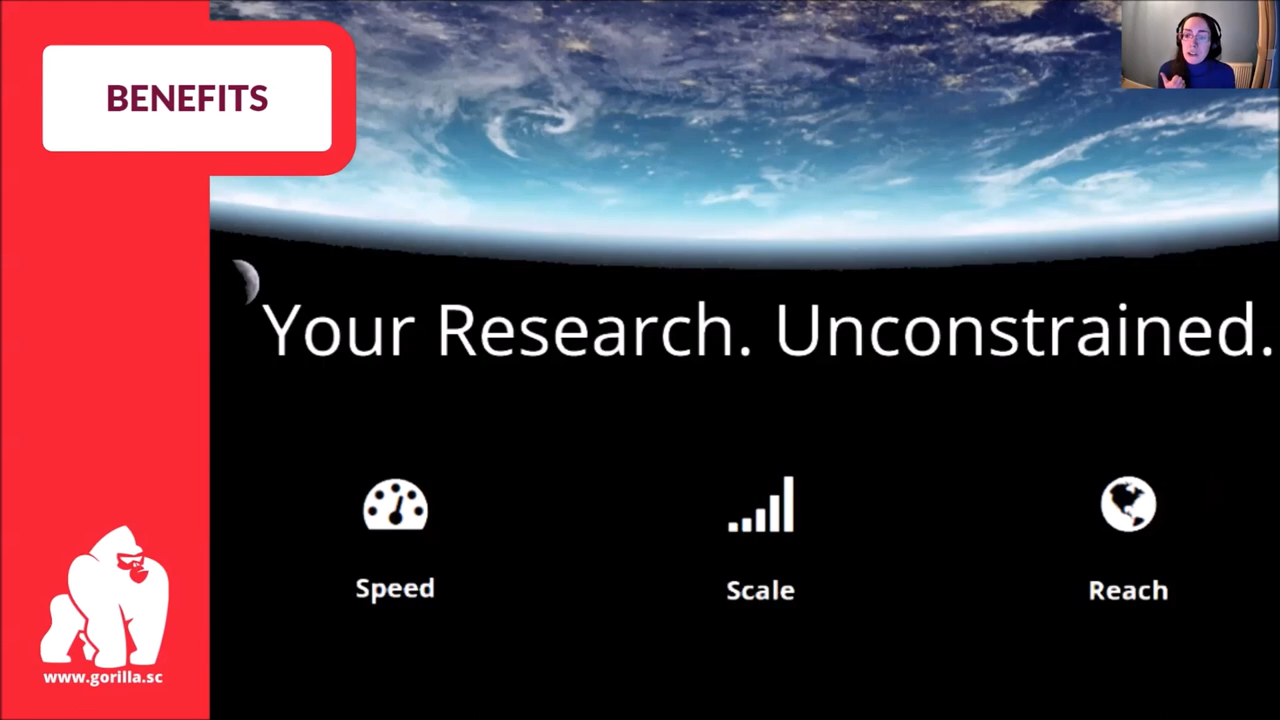 BENEFITS
Your Research. Unconstrained.
Speed
Scale
Reach
www.gorilla.sc